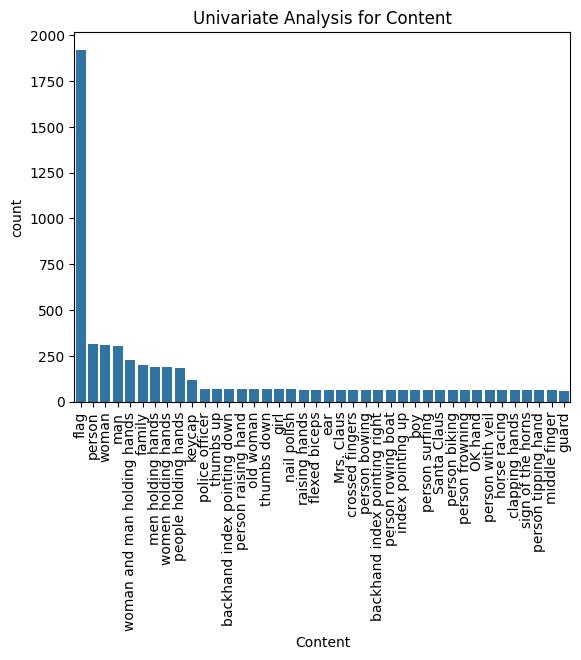 Univariate Analysis for Content
2000
1750
1500
1250
1000
750
500
250
0
count
flag
person
woman
man
woman and man holding hands
family
men holding hands
women holding hands
people holding hands
keycap
police officer
thumbs up
backhand index pointing down
person raising hand
old woman
thumbs down
girl
nail polish
raising hands
flexed biceps
ear
Mrs. Claus
crossed fingers
person bowing
backhand index pointing right
person rowing boat
index pointing up
boy
person surfing
Santa Claus
person biking
person frowning
OK hand
person with veil
horse racing
clapping hands
sign of the horns
person tipping hand
middle finger
guard
Content